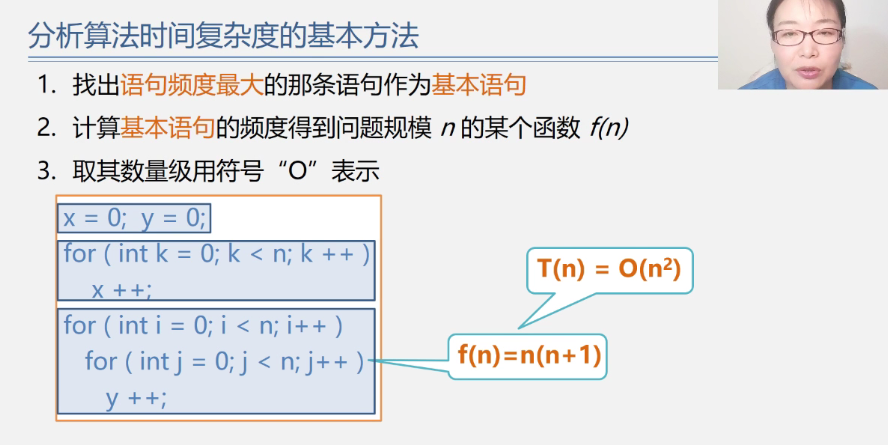 分析算法时间复杂度的基本方法
1. 找出语句频度最大的那条语句作为基本语句
2. 计算基本语句的频度得到问题规模 n 的某个函数 f(n)
3. 取其数量级用符号“O”表示
x = 0; y = 0;
for ( int k = 0; k < n; k ++ )
x ++;
for ( int i = 0; i < n; i++ )
for ( int j = 0; j < n; j++ )
y ++;
T(n) = O(n²)
f(n)=n(n+1)